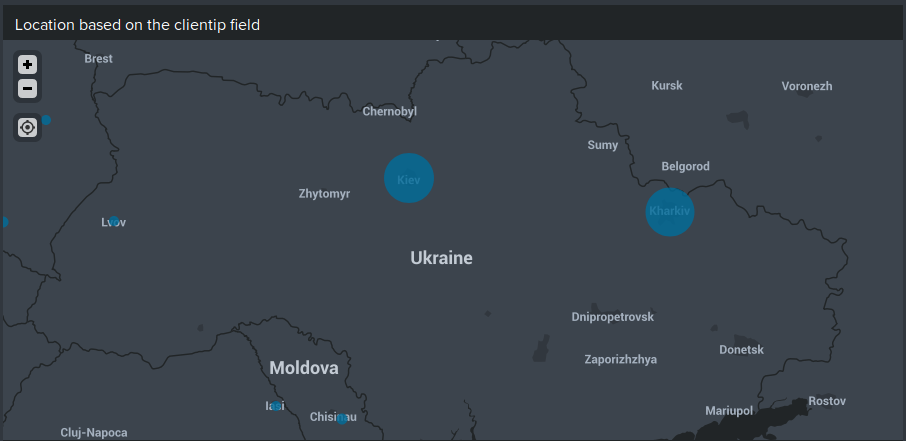 Location based on the clientip field
+
Brest
−
Kursk
Voronezh
Chernobyl
Sumy
Belgorod
Kiev
Zhytomyr
Kharkiv
Lvov
Ukraine
Dnipropetrovsk
Donetsk
Zaporizhzhya
Moldova
Rostov
Iasi
Mariupol
Chisinau
Cluj-Napoca